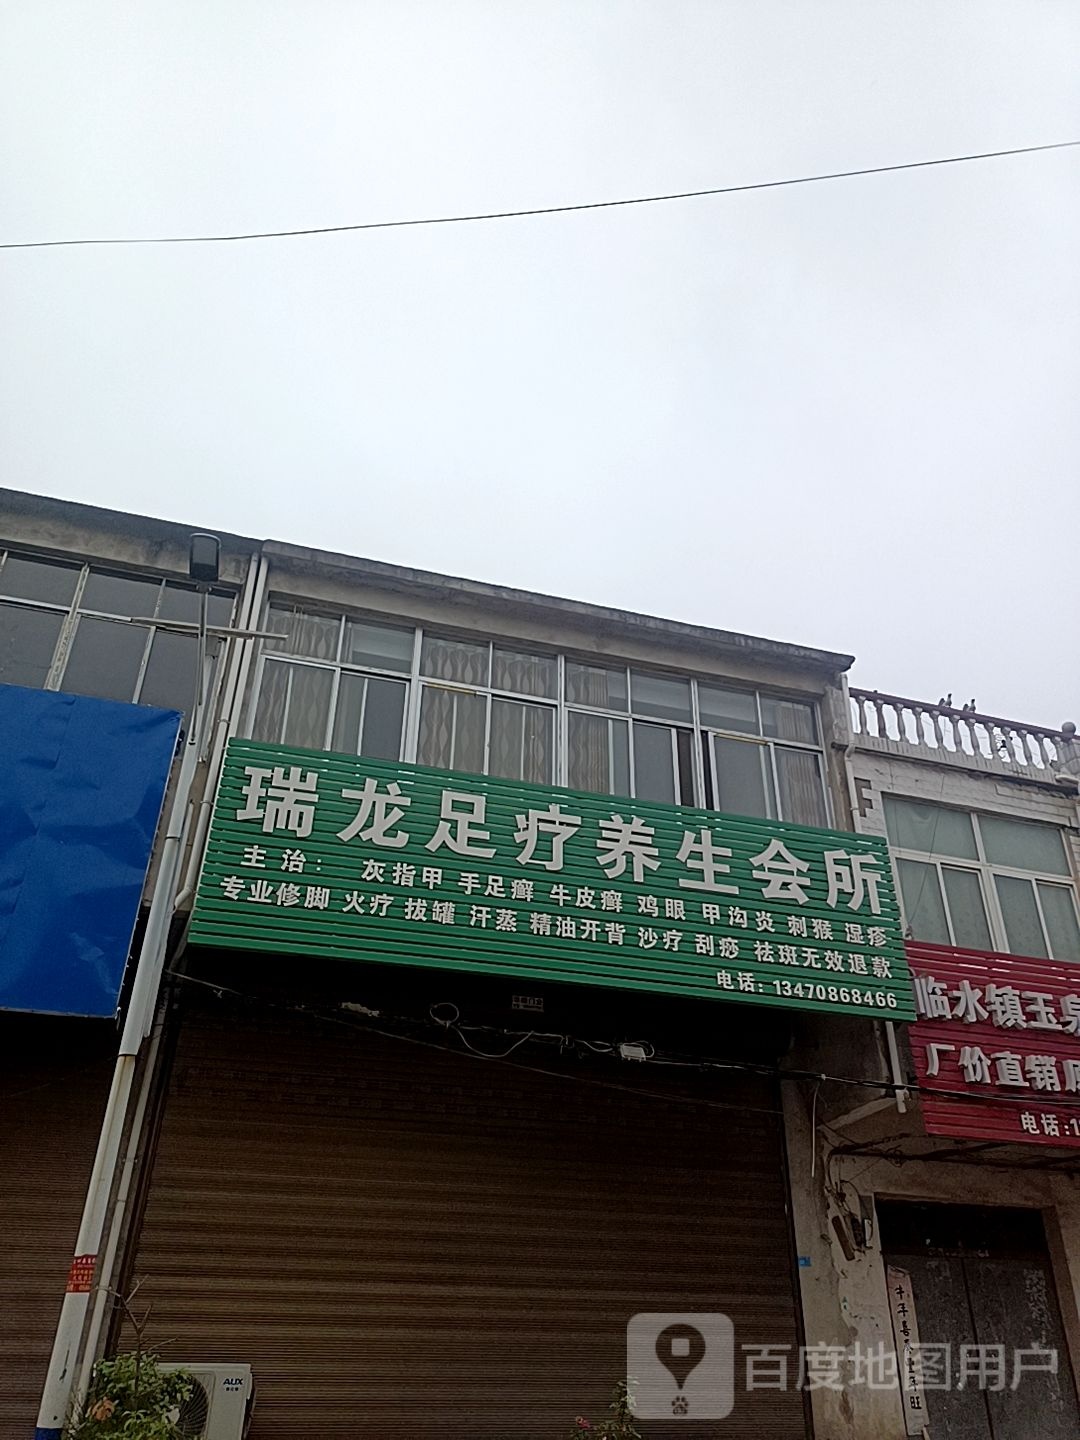 瑞龙足疗养生会所
主治： 灰指甲 手足癣 牛皮癣 鸡眼 甲沟炎 刺猴 湿疹
专业修脚 火疗 拔罐 汗蒸 精油开背 沙疗 刮痧 祛斑无效退款
电话：13470868466
临水镇玉泉
厂价直销
电话:1
AUX
百度地图用户